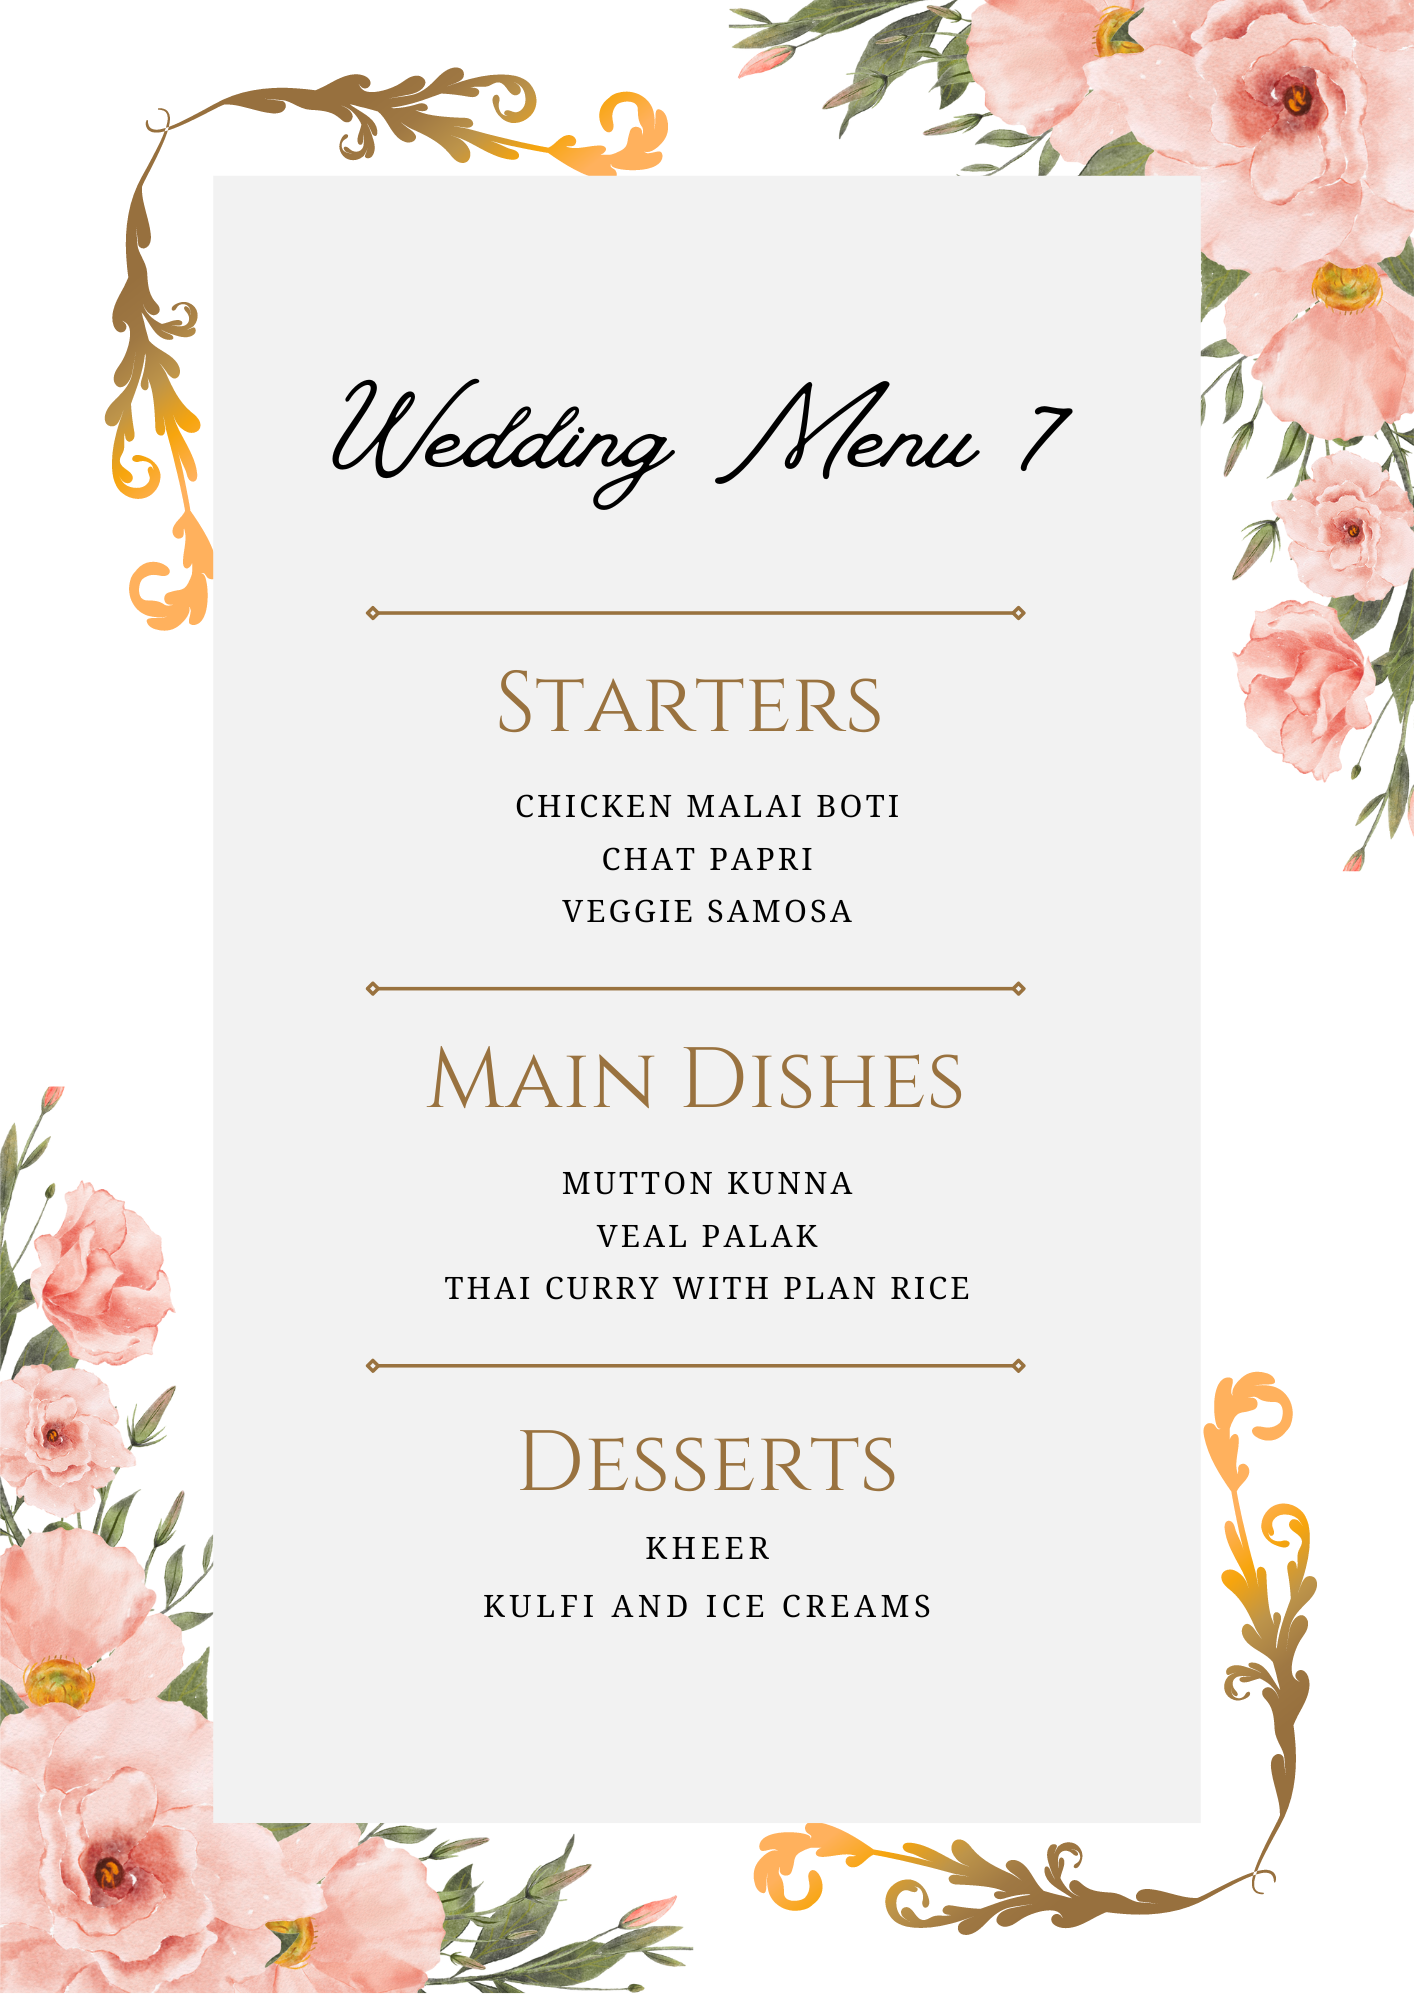 Wedding Menu 7
Starters
CHICKEN MALAI BOTI
CHAT PAPRI
VEGGIE SAMOSA
Main Dishes
MUTTON KUNNA
VEAL PALAK
THAI CURRY WITH PLAN RICE
Desserts
KHEER
KULFI AND ICE CREAMS